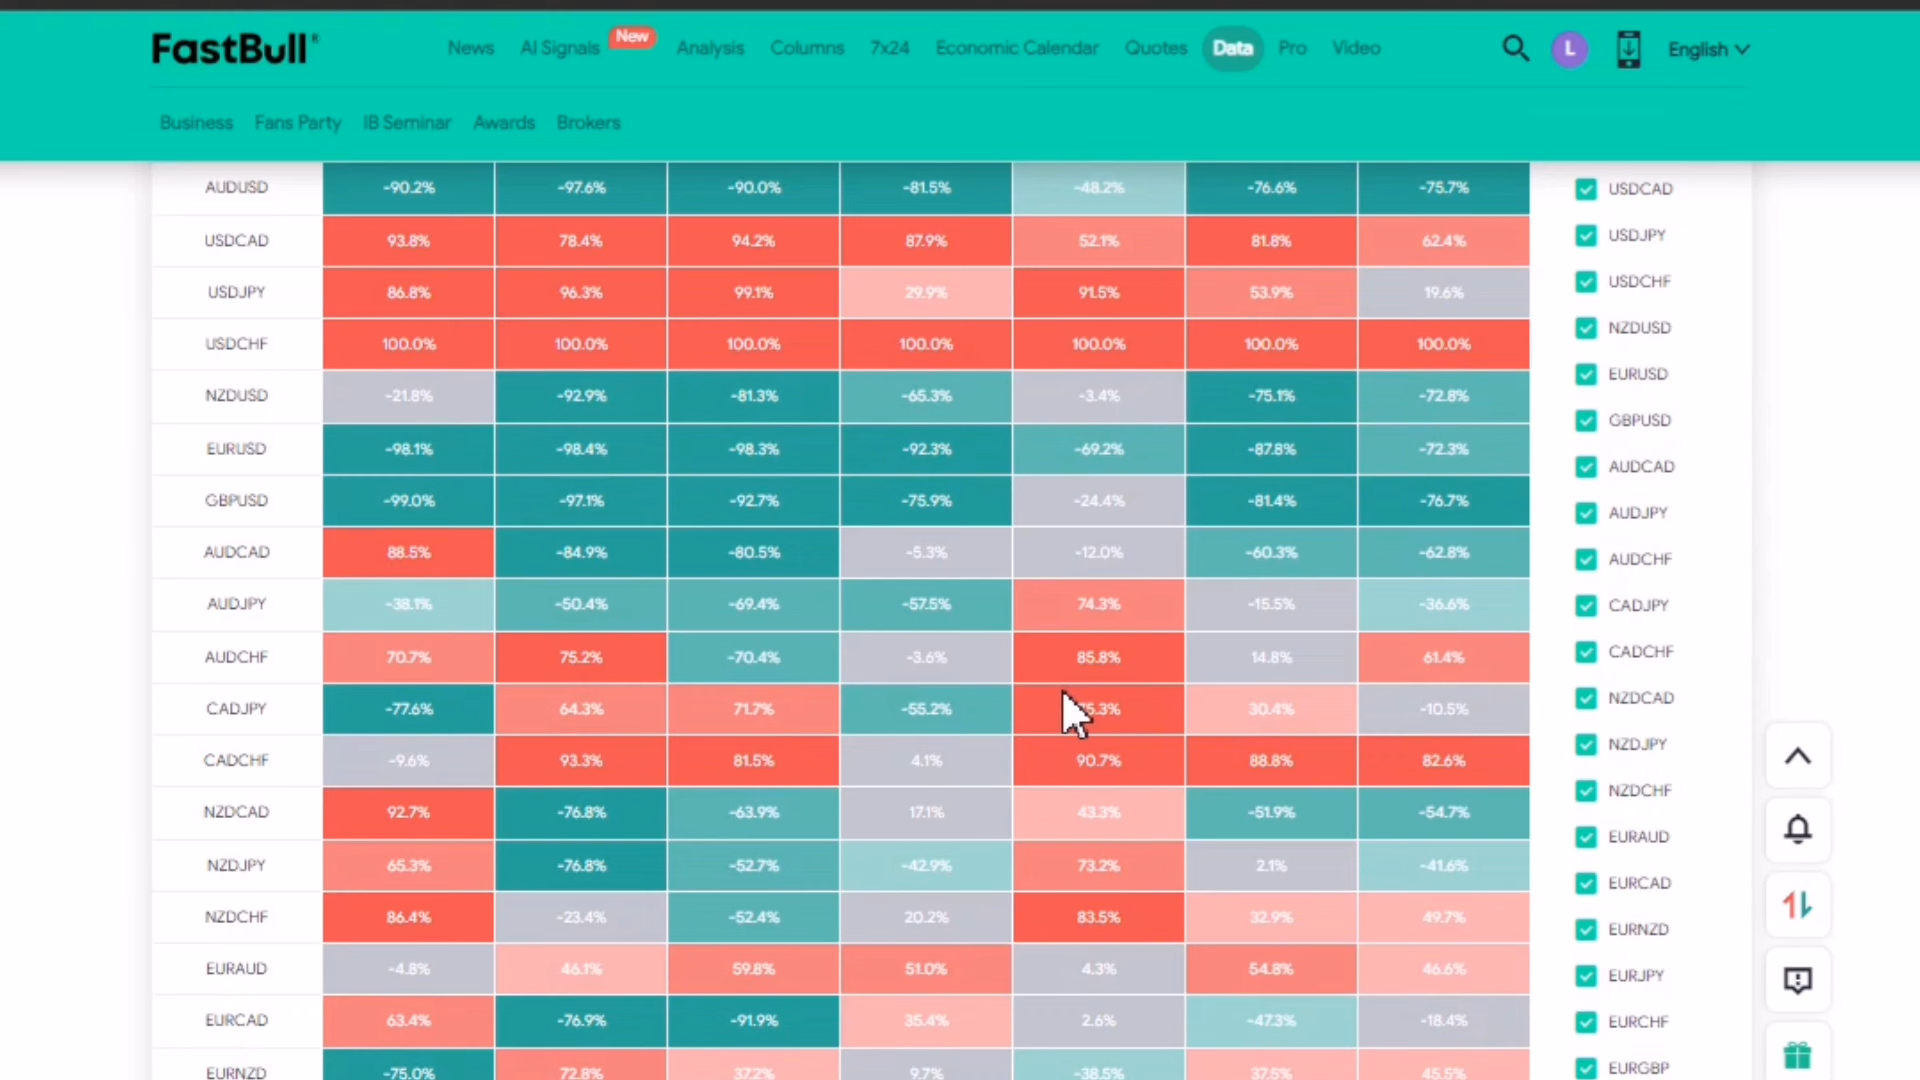 FastBull
News AI Signals New Analysis Columns 7x24 Economic Calendar Quotes Data Pro Video L English
Business Fans Party IB Seminar Awards Brokers
AUDUSD -90.2% -97.6% -90.0% -81.5% -48.2% -76.6% -75.7%
USDCAD 93.8% 78.4% 94.2% 87.9% 52.1% 81.8% 62.4%
USDJPY 86.8% 96.3% 99.1% 29.9% 91.5% 53.9% 19.6%
USDCHF 100.0% 100.0% 100.0% 100.0% 100.0% 100.0% 100.0%
NZDUSD -21.8% -92.9% -81.3% -65.3% -3.4% -75.1% -72.8%
EURUSD -98.1% -98.4% -98.3% -92.3% -69.2% -87.8% -72.3%
GBPUSD -99.0% -97.1% -92.7% -75.9% -24.4% -81.4% -76.7%
AUDCAD 88.5% -84.9% -80.5% -5.3% -12.0% -60.3% -62.8%
AUDJPY -38.1% -50.4% -69.4% -57.5% 74.3% -15.5% -36.6%
AUDCHF 70.7% 75.2% -70.4% -3.6% 85.8% 14.8% 61.4%
CADJPY -77.6% 64.3% 71.7% -55.2% 30.4% -10.5%
CADCHF -9.6% 93.3% 81.5% 4.1% 90.7% 88.8% 82.6%
NZDCAD 92.7% -76.8% -63.9% 17.1% 43.3% -51.9% -54.7%
NZDJPY 65.3% -76.8% -52.7% -42.9% 73.2% 2.1% -41.6%
NZDCHF 86.4% -23.4% -52.4% 20.2% 83.5% 32.9% 49.7%
EURAUD -4.8% 46.1% 59.8% 51.0% 4.3% 54.8% 46.6%
EURCAD 63.4% -76.9% -91.9% 35.4% 2.6% -47.3% -18.4%
EURNZD -75.0% 72.8% 37.2% 9.7% -38.5% 37.5% 45.5%
USDCAD
USDJPY
USDCHF
NZDUSD
EURUSD
GBPUSD
AUDCAD
AUDJPY
AUDCHF
CADJPY
CADCHF
NZDCAD
NZDJPY
NZDCHF
EURAUD
EURCAD
EURNZD
EURJPY
EURCHF
EURGBP